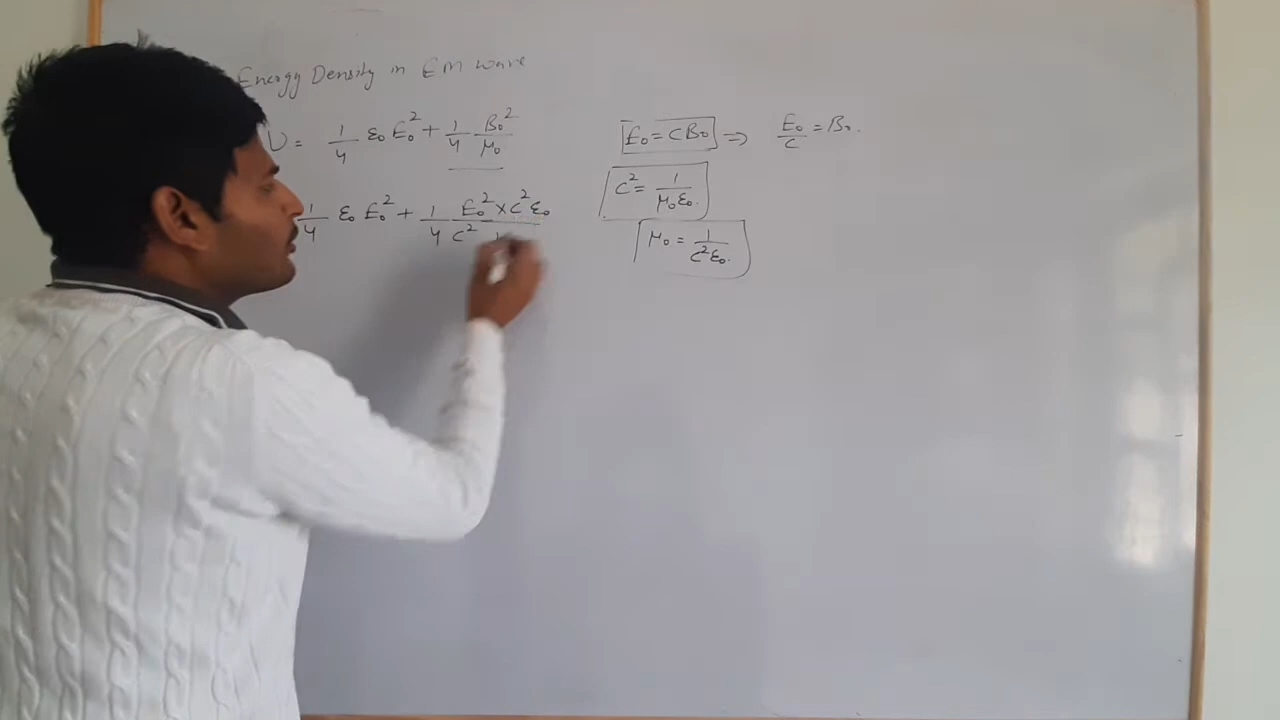 Energy Density in EM wave
U = 1/4 ε₀ E₀² + 1/4 B₀²/μ₀
1/4 ε₀ E₀² + 1/4 E₀² × C² ε₀ / C²
E₀ = CB₀ ⇒ E₀/C = B₀.
C² = 1/μ₀ε₀.
μ₀ = 1/C²ε₀.